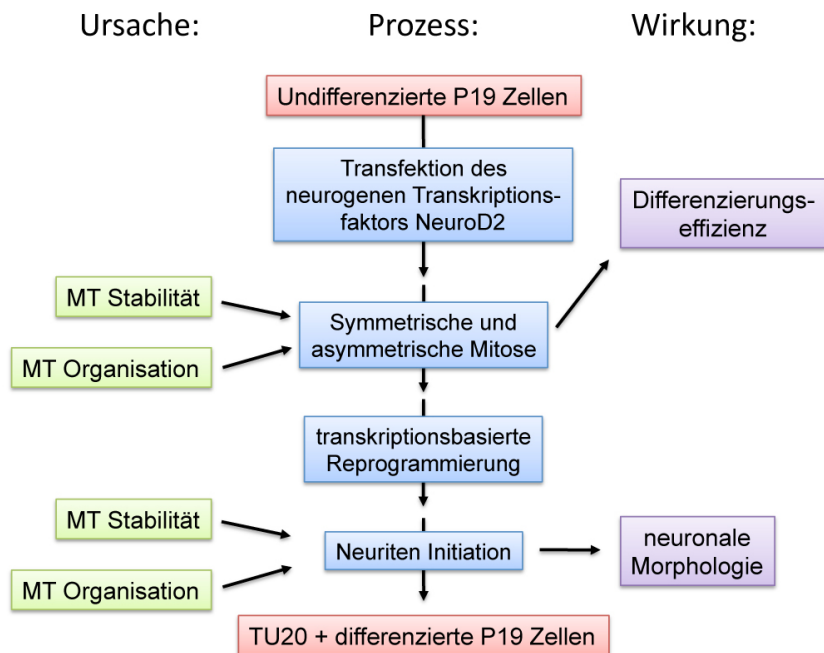 Ursache: Prozess: Wirkung:
Undifferenzierte P19 Zellen
Transfektion des
neurogenen Transkriptions-
faktors NeuroD2
Differenzierungs-
effizienz
MT Stabilität
MT Organisation
Symmetrische und
asymmetrische Mitose
transkriptionsbasierte
Reprogrammierung
MT Stabilität
MT Organisation
Neuriten Initiation
neuronale
Morphologie
TU20 + differenzierte P19 Zellen